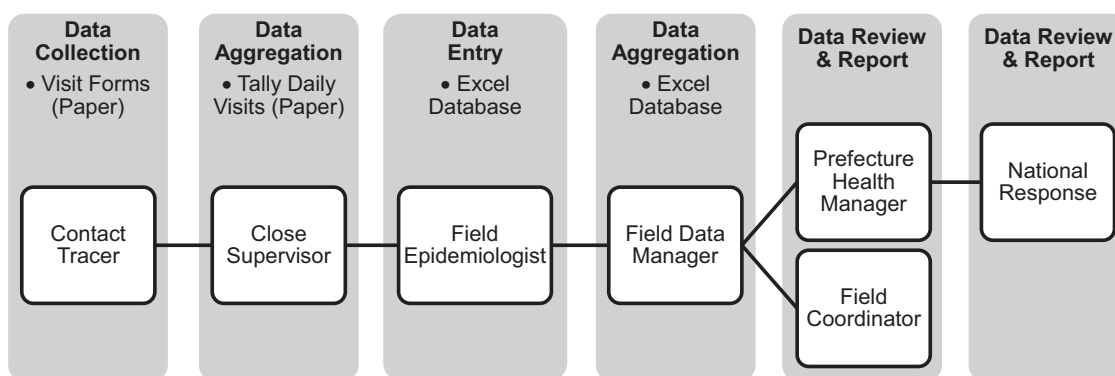 Data
Collection
• Visit Forms
(Paper)
Contact
Tracer
Data
Aggregation
• Tally Daily
Visits (Paper)
Close
Supervisor
Data
Entry
• Excel
Database
Field
Epidemiologist
Data
Aggregation
• Excel
Database
Field Data
Manager
Data Review
& Report
Prefecture
Health
Manager
Field
Coordinator
Data Review
& Report
National
Response